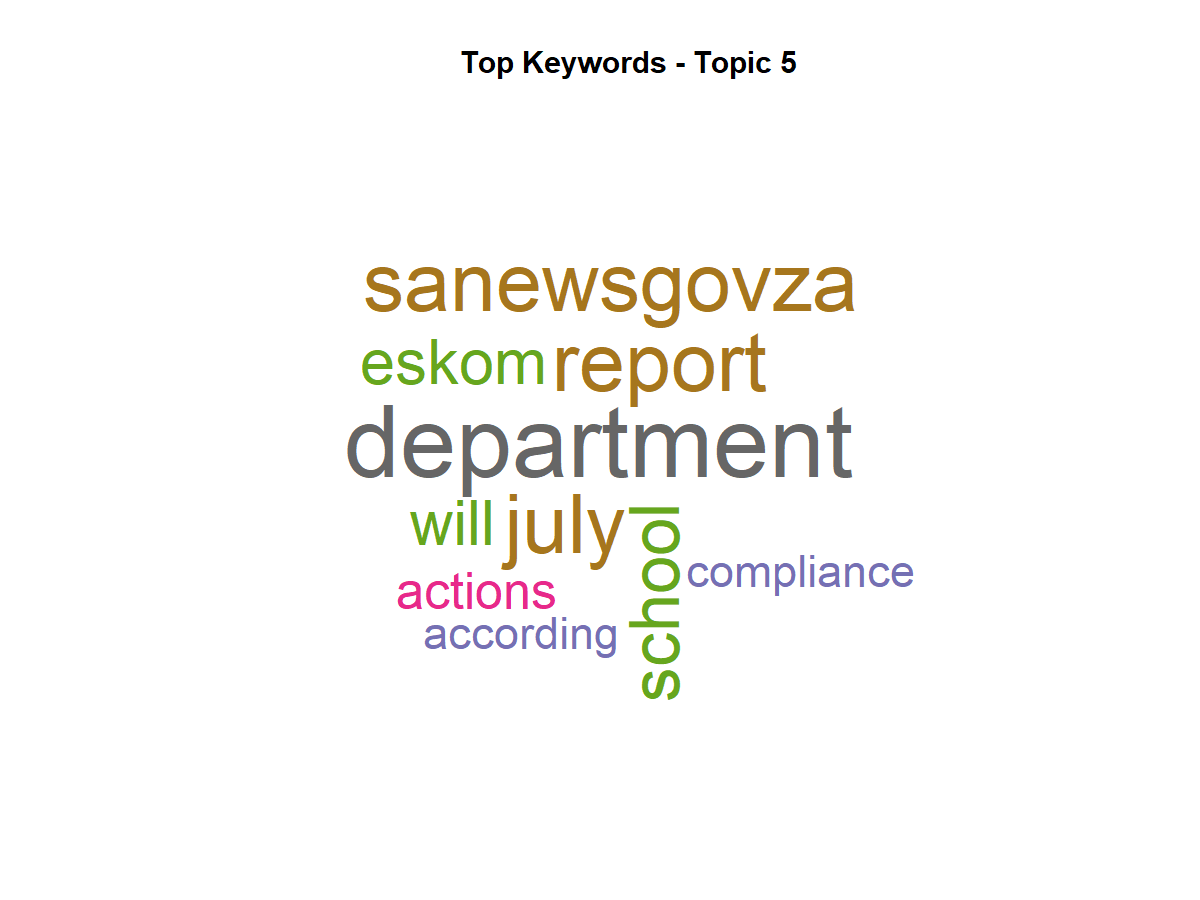 Top Keywords - Topic 5
sanewsgovza
eskom report
department
will july school
compliance
actions
according